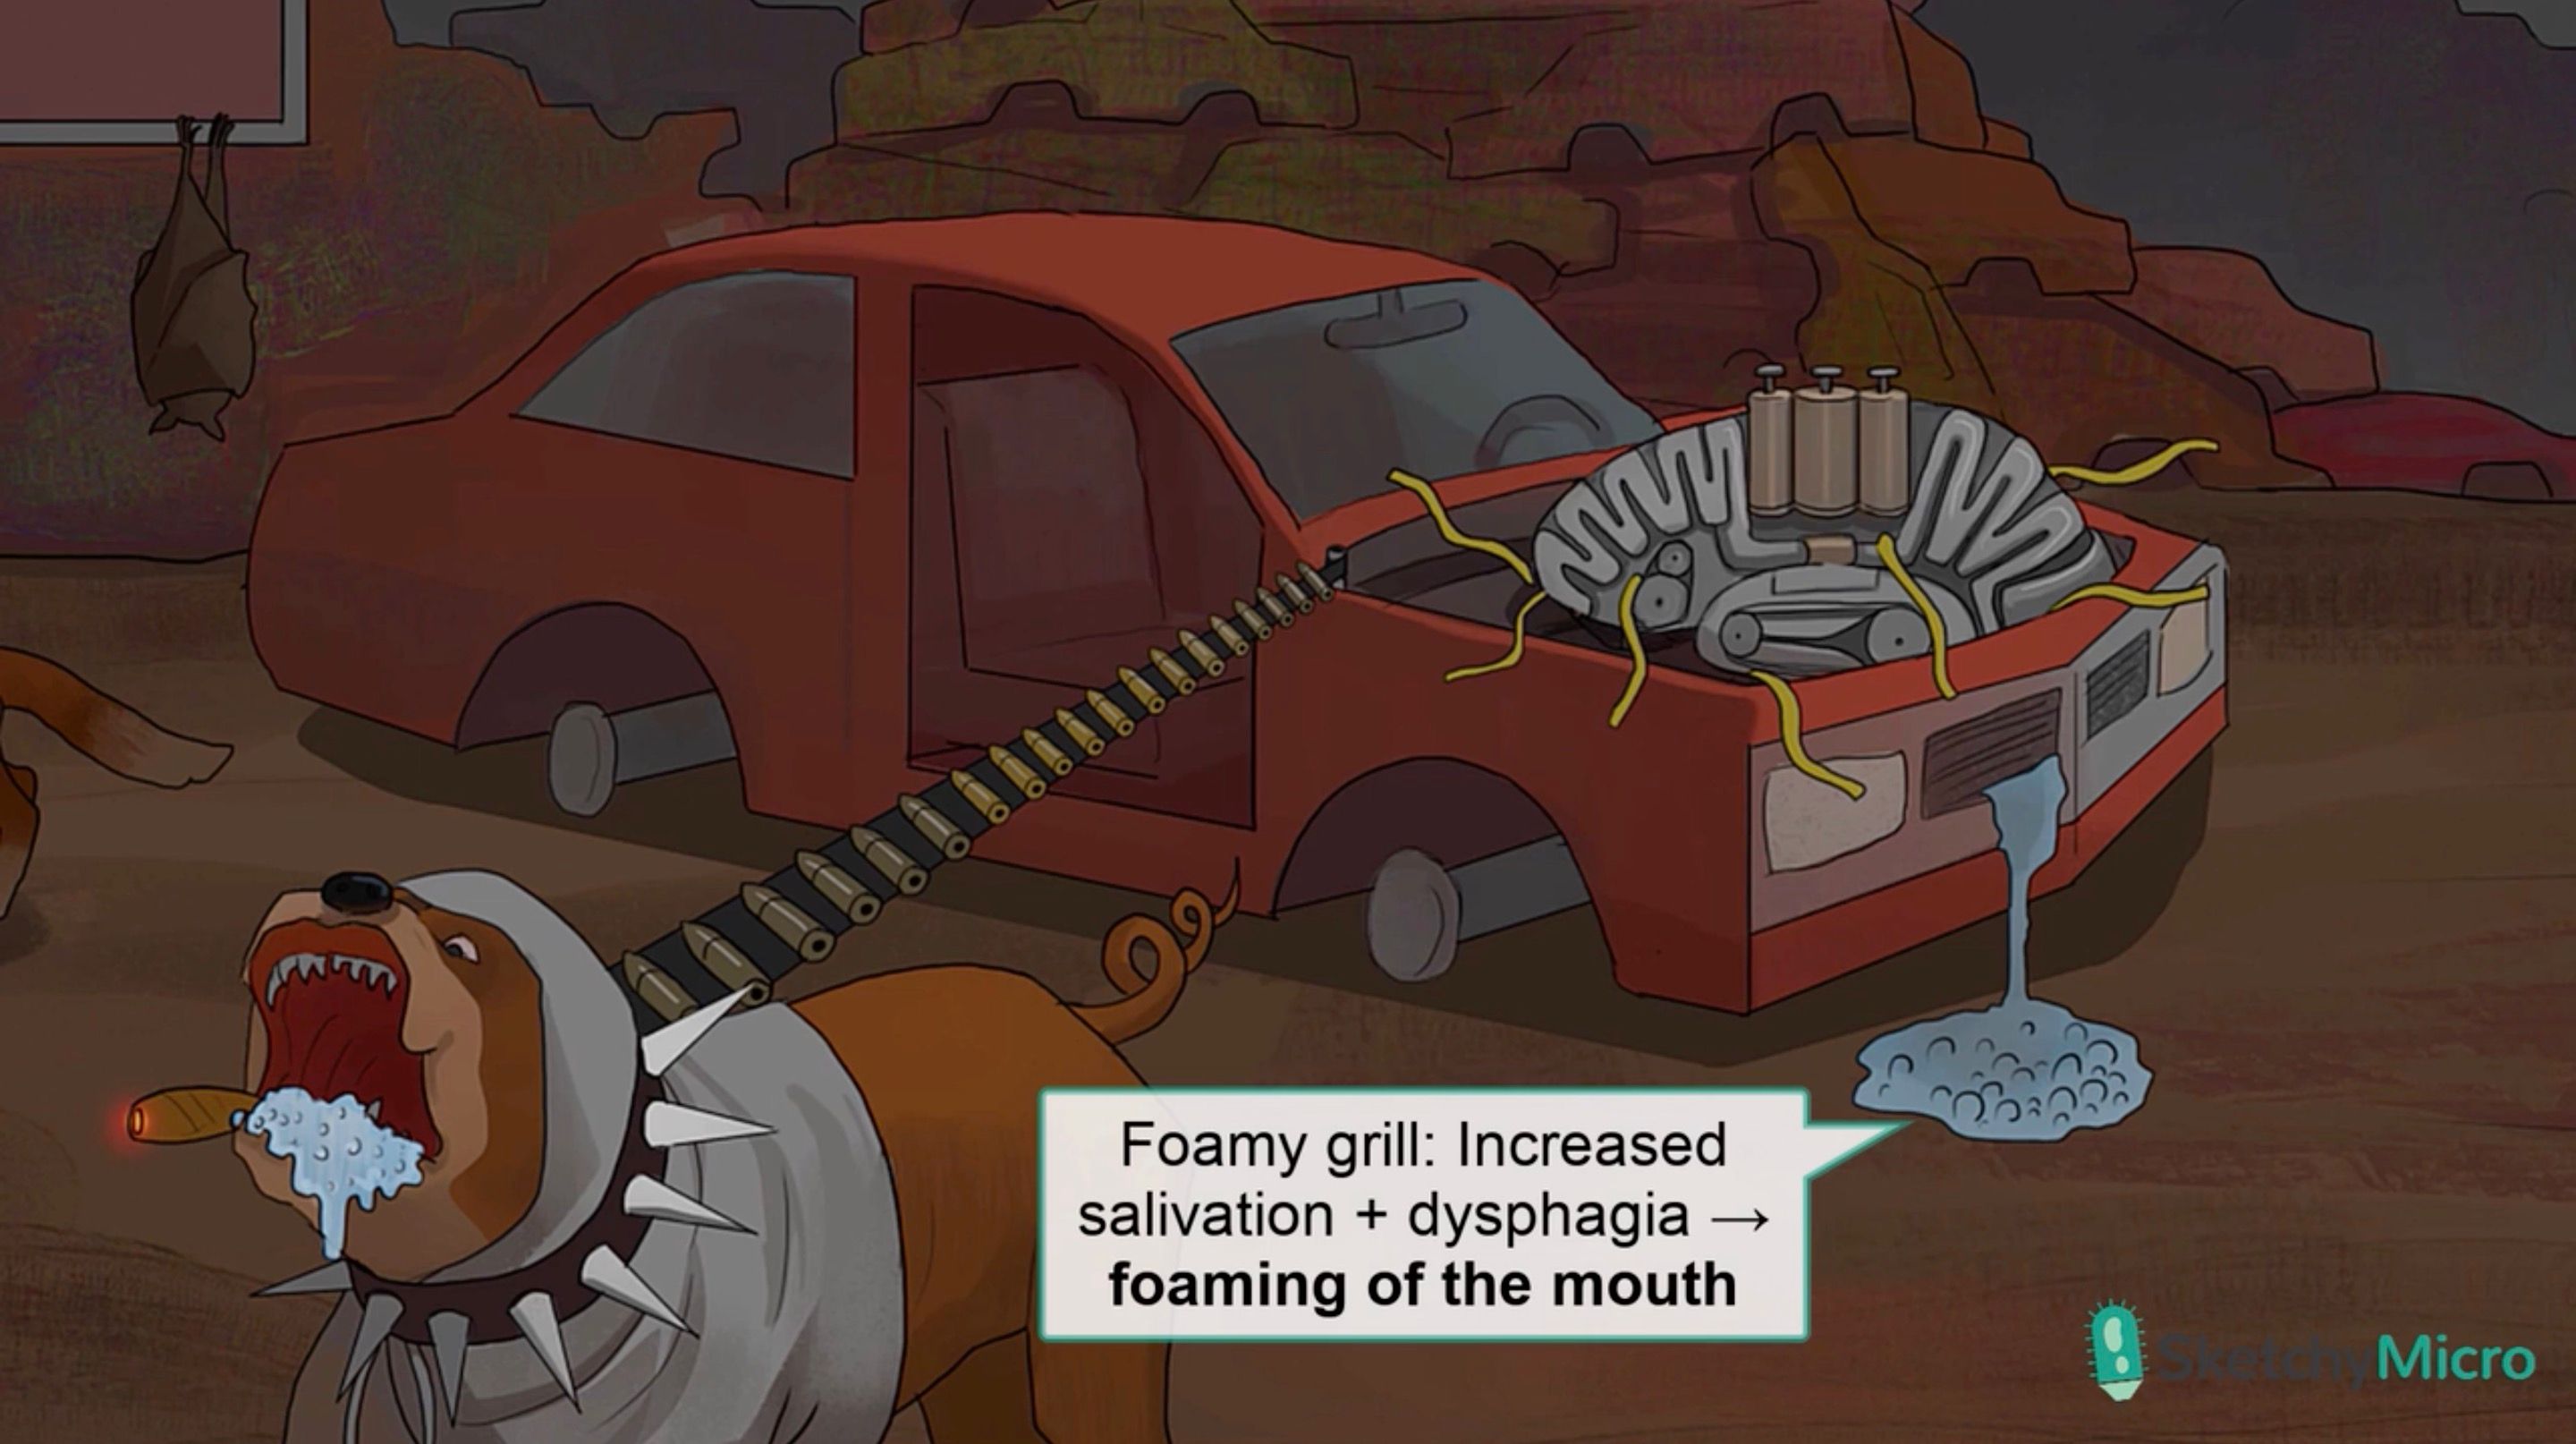 Foamy grill: Increased
salivation + dysphagia →
foaming of the mouth
SketchyMicro